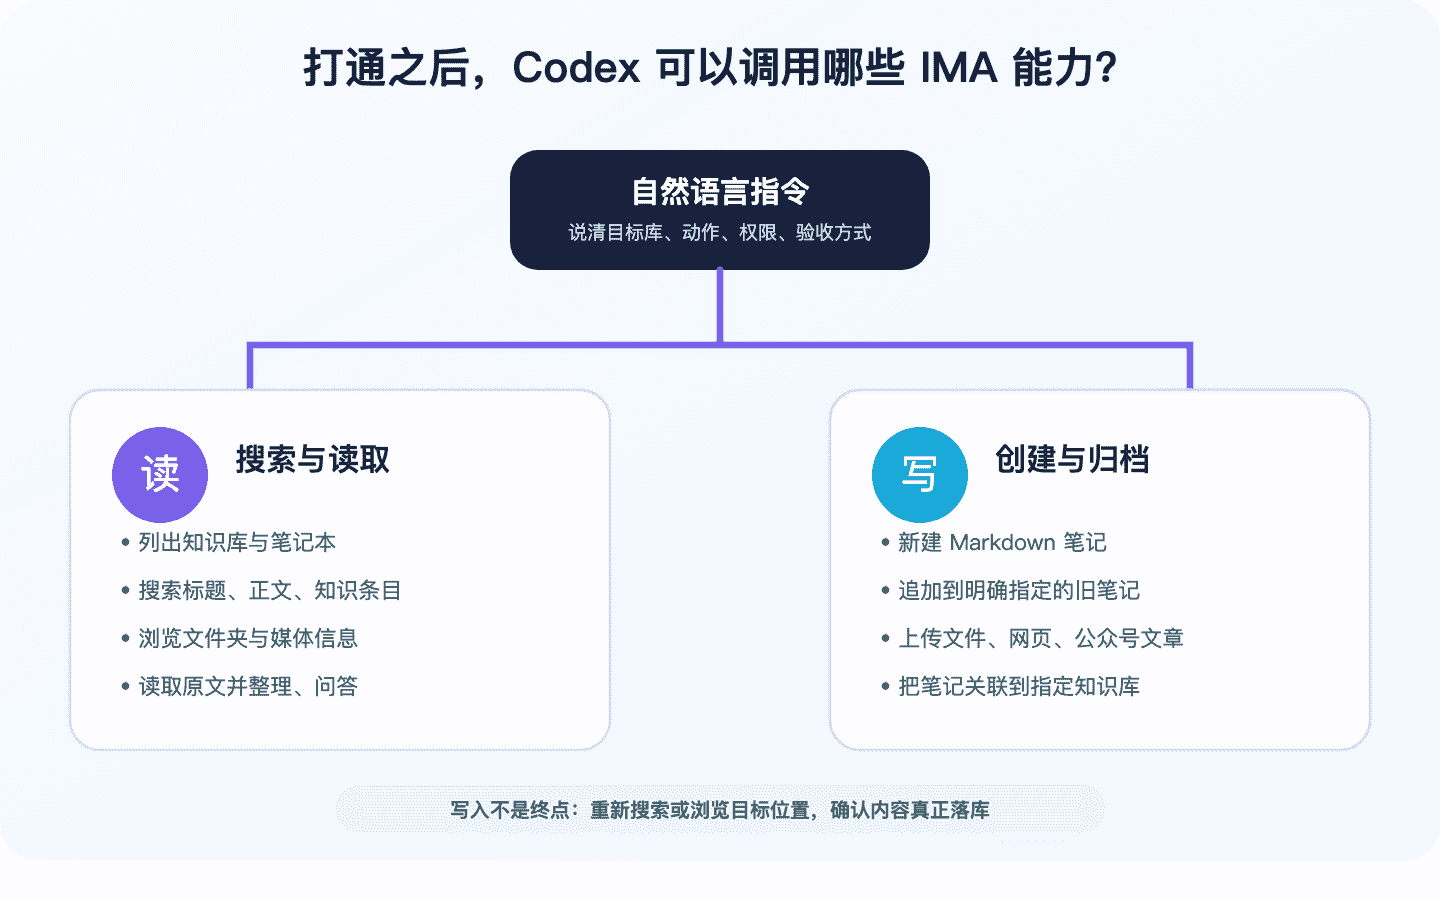 打通之后，Codex 可以调用哪些 IMA 能力？
自然语言指令
说清目标库、动作、权限、验收方式
读
搜索与读取
• 列出知识库与笔记本
• 搜索标题、正文、知识条目
• 浏览文件夹与媒体信息
• 读取原文并整理、问答
写
创建与归档
• 新建 Markdown 笔记
• 追加到明确指定的旧笔记
• 上传文件、网页、公众号文章
• 把笔记关联到指定知识库
写入不是终点：重新搜索或浏览目标位置，确认内容真正落库